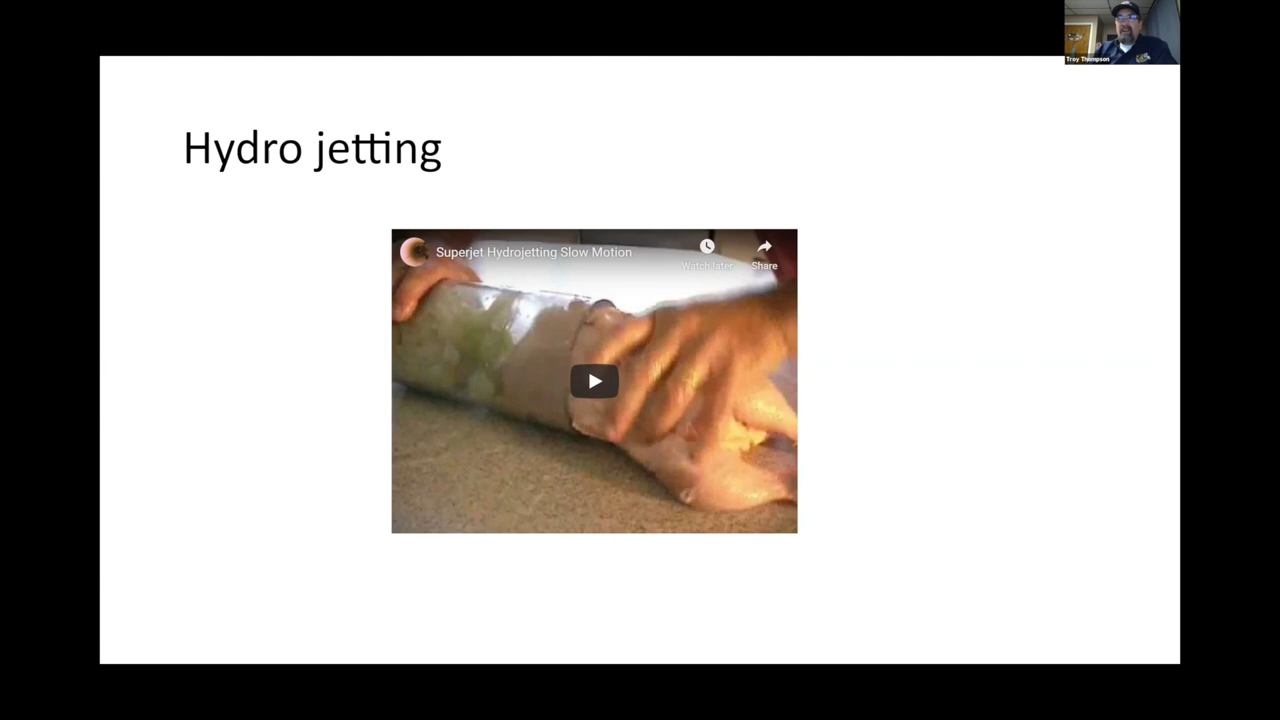 Troy Thompson
Hydro jetting
Superjet Hydrojetting Slow Motion
Watch later
Share